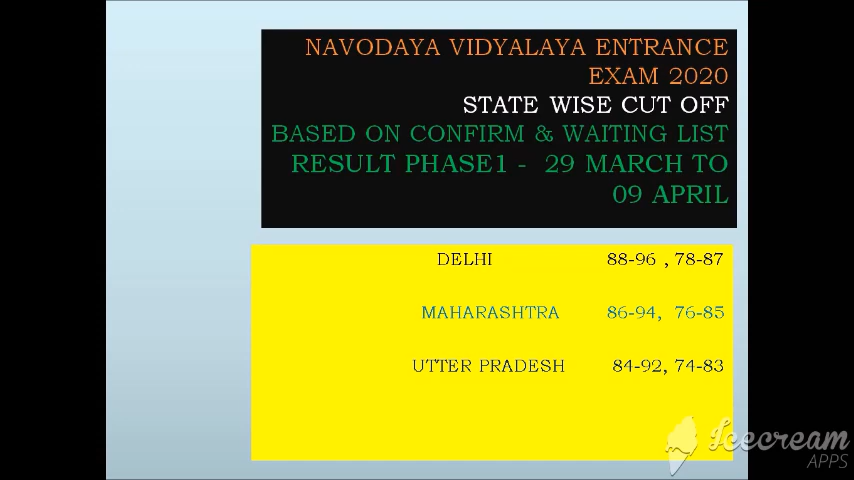 NAVODAYA VIDYALAYA ENTRANCE
EXAM 2020
STATE WISE CUT OFF
BASED ON CONFIRM & WAITING LIST
RESULT PHASE1 - 29 MARCH TO
09 APRIL
DELHI 88-96 , 78-87
MAHARASHTRA 86-94, 76-85
UTTER PRADESH 84-92, 74-83
Icecream
APPS